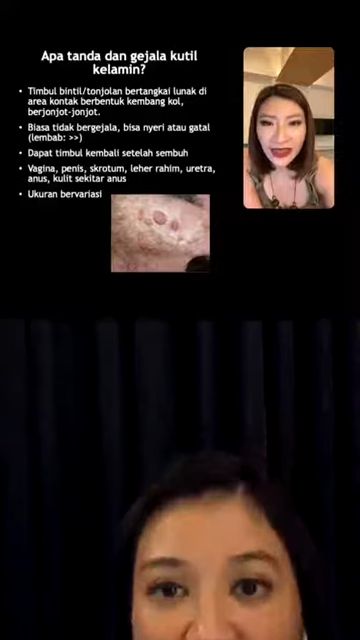 Apa tanda dan gejala kutil
kelamin?
• Timbul bintil/tonjolan bertangkai lunak di
area kontak berbentuk kembang kol,
berjonjot-jonjot.
• Biasa tidak bergejala, bisa nyeri atau gatal
(lembab: >>)
• Dapat timbul kembali setelah sembuh
• Vagina, penis, skrotum, leher rahim, uretra,
anus, kulit sekitar anus
• Ukuran bervariasi